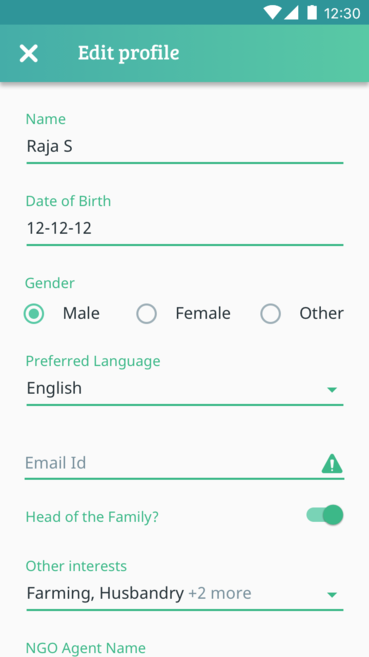 12:30
Edit profile
Name
Raja S
Date of Birth
12-12-12
Gender
Male Female Other
Preferred Language
English
Email Id
Head of the Family?
Other interests
Farming, Husbandry +2 more
NGO Agent Name